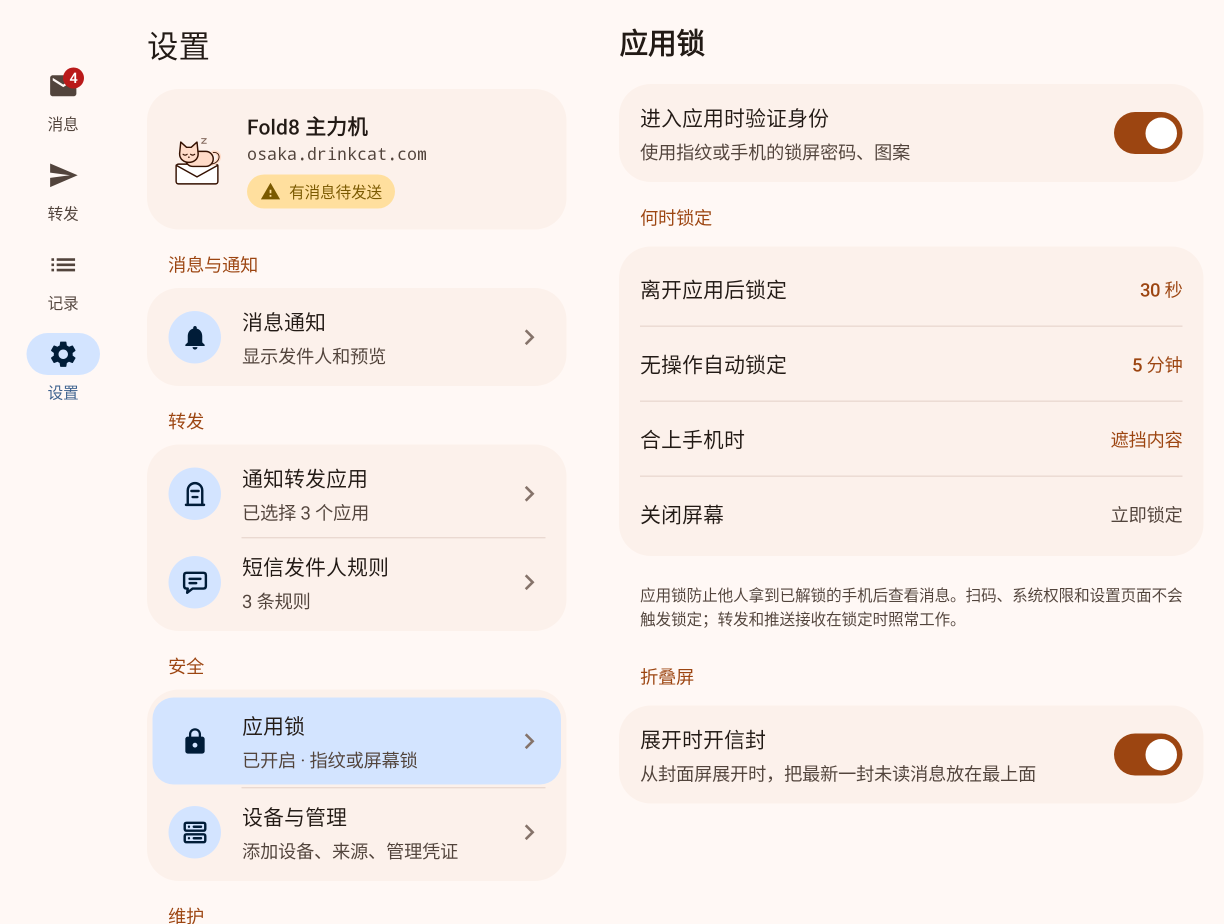 4
消息
转发
记录
设置
设置
Fold8 主力机
osaka.drinkcat.com
有消息待发送
消息与通知
消息通知
显示发件人和预览
转发
通知转发应用
已选择 3 个应用
短信发件人规则
3 条规则
安全
应用锁
已开启 · 指纹或屏幕锁
设备与管理
添加设备、来源、管理凭证
维护
应用锁
进入应用时验证身份
使用指纹或手机的锁屏密码、图案
何时锁定
离开应用后锁定 30 秒
无操作自动锁定 5 分钟
合上手机时 遮挡内容
关闭屏幕 立即锁定
应用锁防止他人拿到已解锁的手机后查看消息。扫码、系统权限和设置页面不会
触发锁定；转发和推送接收在锁定时照常工作。
折叠屏
展开时开信封
从封面屏展开时，把最新一封未读消息放在最上面